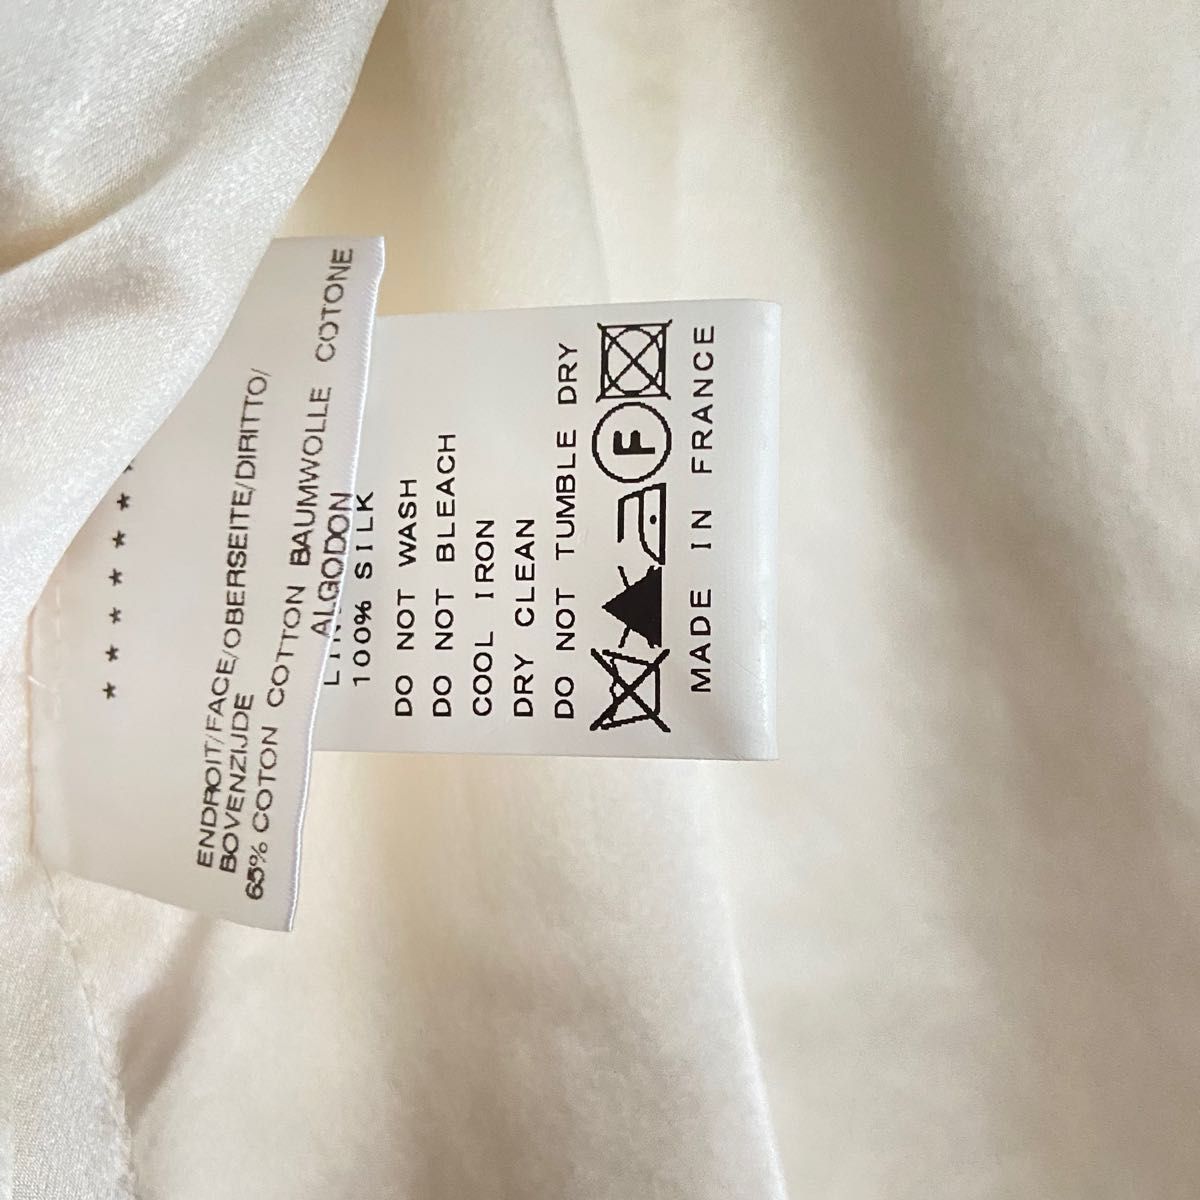 * * * * * *
ENDROIT/FACE/OBERSEITE/DIRITTO/
BOVENZIJDE
65% COTON COTTON BAUMWOLLE COTONE
ALGODON
100% SILK
DO NOT WASH
DO NOT BLEACH
COOL IRON
DRY CLEAN
DO NOT TUMBLE DRY
F
MADE IN FRANCE